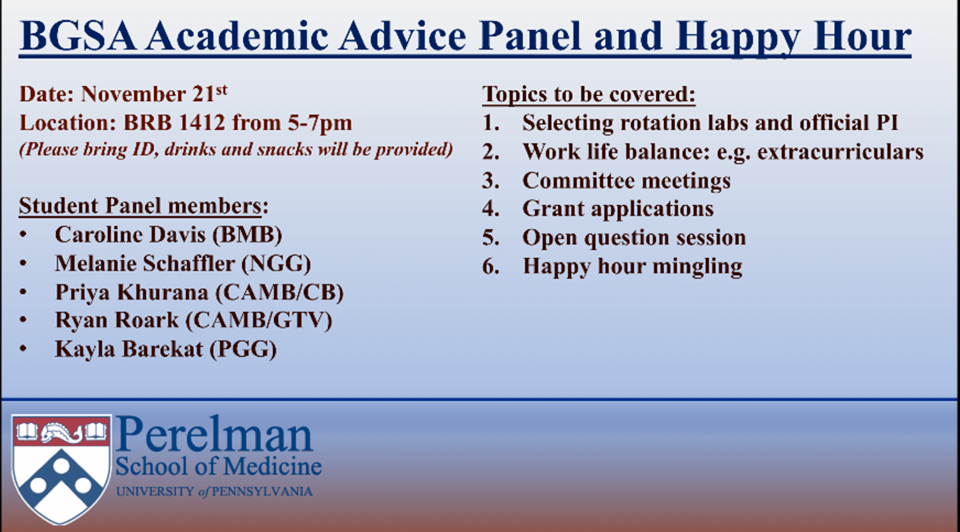 BGSA Academic Advice Panel and Happy Hour
Date: November 21st
Location: BRB 1412 from 5-7pm
(Please bring ID, drinks and snacks will be provided)
Student Panel members:
• Caroline Davis (BMB)
• Melanie Schaffler (NGG)
• Priya Khurana (CAMB/CB)
• Ryan Roark (CAMB/GTV)
• Kayla Barekat (PGG)
Topics to be covered:
1. Selecting rotation labs and official PI
2. Work life balance: e.g. extracurriculars
3. Committee meetings
4. Grant applications
5. Open question session
6. Happy hour mingling
Perelman
School of Medicine
UNIVERSITY of PENNSYLVANIA